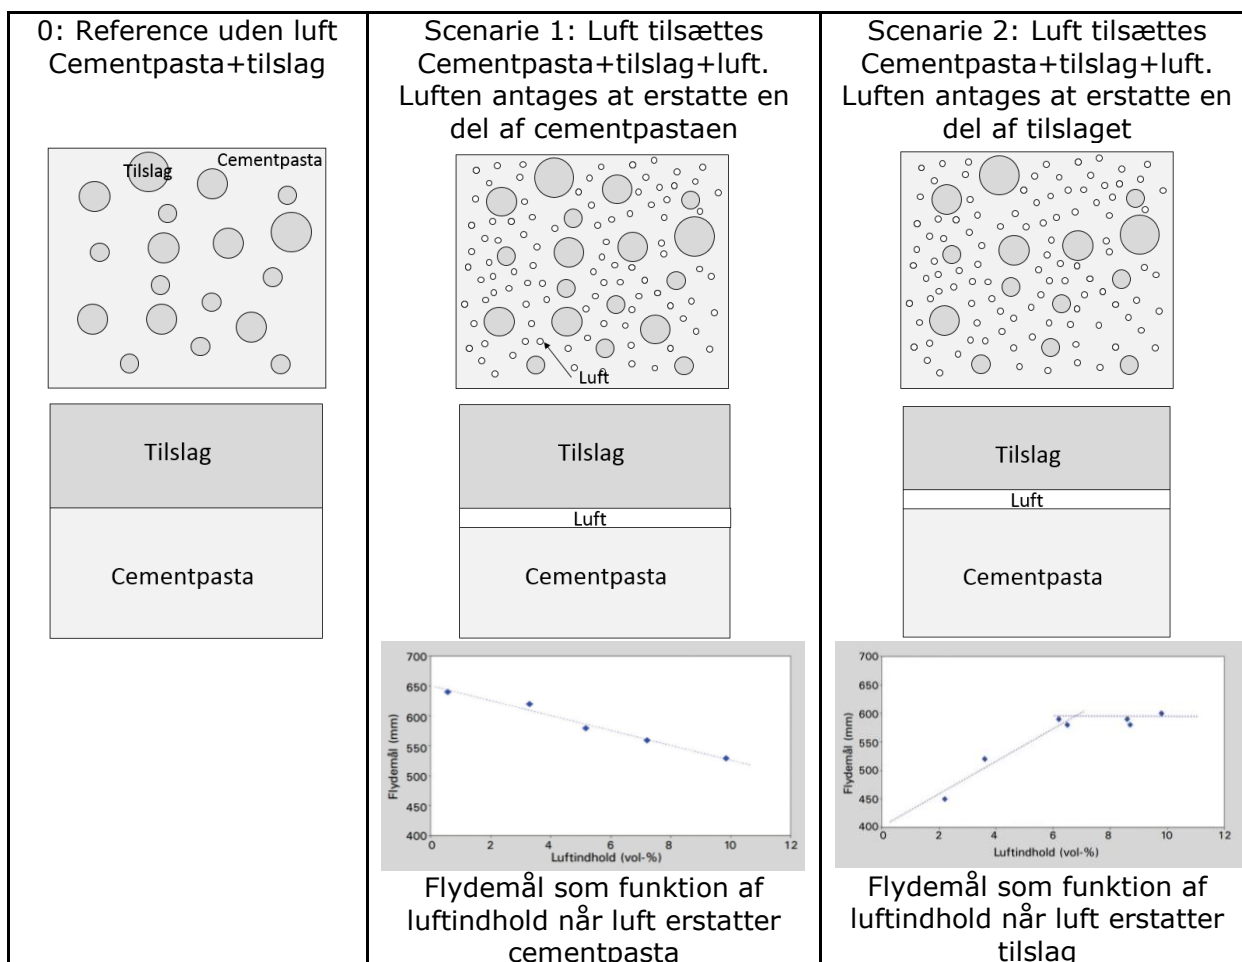 0: Reference uden luft
Cementpasta+tilslag
Tilslag
Cementpasta
Tilslag
Cementpasta
Scenarie 1: Luft tilsættes
Cementpasta+tilslag+luft.
Luften antages at erstatte en
del af cementpastaen
Luft
Tilslag
Luft
Cementpasta
700
650
600
550
500
450
400
0 2 4 6 8 10 12
Flydemål (mm)
Luftindhold (vol-%)
Flydemål som funktion af
luftindhold når luft erstatter
cementpasta
Scenarie 2: Luft tilsættes
Cementpasta+tilslag+luft.
Luften antages at erstatte en
del af tilslaget
Tilslag
Luft
Cementpasta
700
650
600
550
500
450
400
0 2 4 6 8 10 12
Flydemål (mm)
Luftindhold (vol-%)
Flydemål som funktion af
luftindhold når luft erstatter
tilslag